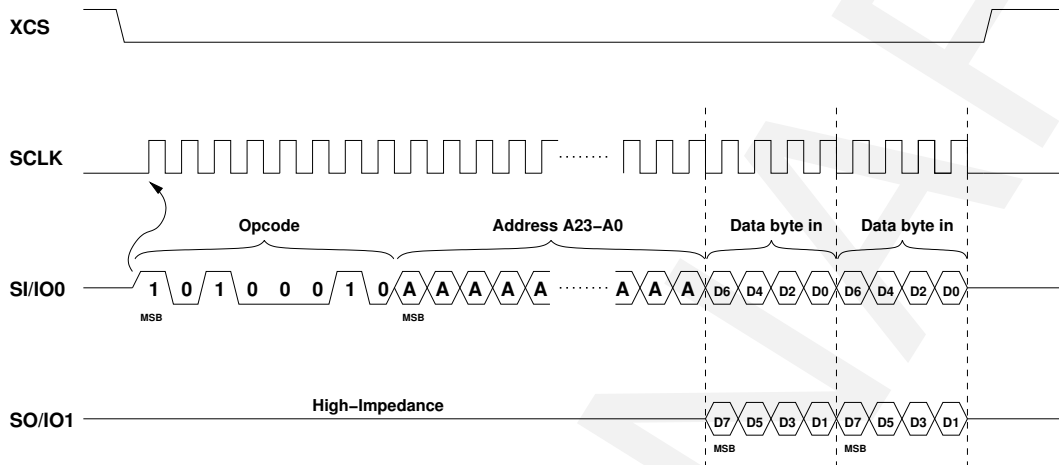 XCS
SCLK
Opcode Address A23–A0 Data byte in Data byte in
SI/IO0 1 0 1 0 0 0 1 0 A A A A A A A A D6 D4 D2 D0 D6 D4 D2 D0
MSB MSB
High–Impedance
SO/IO1 D7 D5 D3 D1 D7 D5 D3 D1
MSB MSB